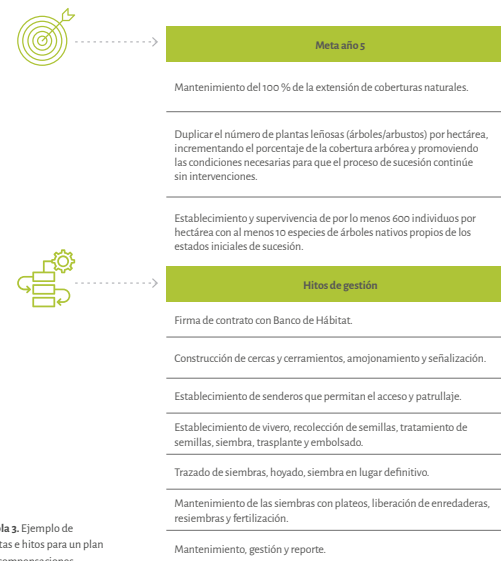 Meta año 5
Mantenimiento del 100 % de la extensión de coberturas naturales.
Duplicar el número de plantas leñosas (árboles/arbustos) por hectárea,
incrementando el porcentaje de la cobertura arbórea y promoviendo
las condiciones necesarias para que el proceso de sucesión continúe
sin intervenciones.
Establecimiento y supervivencia de por lo menos 600 individuos por
hectárea con al menos 10 especies de árboles nativos propios de los
estados iniciales de sucesión.
Hitos de gestión
Firma de contrato con Banco de Hábitat.
Construcción de cercas y cerramientos, amojonamiento y señalización.
Establecimiento de senderos que permitan el acceso y patrullaje.
Establecimiento de vivero, recolección de semillas, tratamiento de
semillas, siembra, trasplante y embolsado.
Trazado de siembras, hoyado, siembra en lugar definitivo.
Mantenimiento de las siembras con plateos, liberación de enredaderas,
resiembras y fertilización.
Mantenimiento, gestión y reporte.
3. Ejemplo de
e hitos para un plan